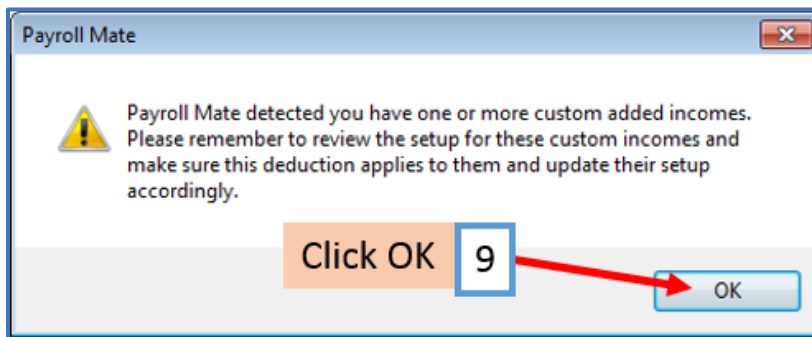 Payroll Mate
Payroll Mate detected you have one or more custom added incomes.
Please remember to review the setup for these custom incomes and
make sure this deduction applies to them and update their setup
accordingly.
Click OK 9
OK